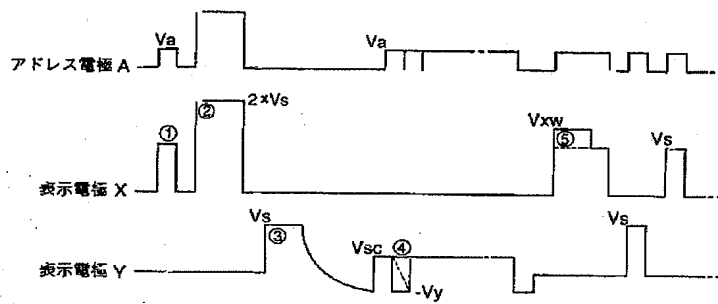 Va
Va
アドレス電極 A
① ② 2×Vs
Vxw
⑤
Vs
表示電極 X
Vs
③
Vsc ④
Vs
表示電極 Y
-Vy